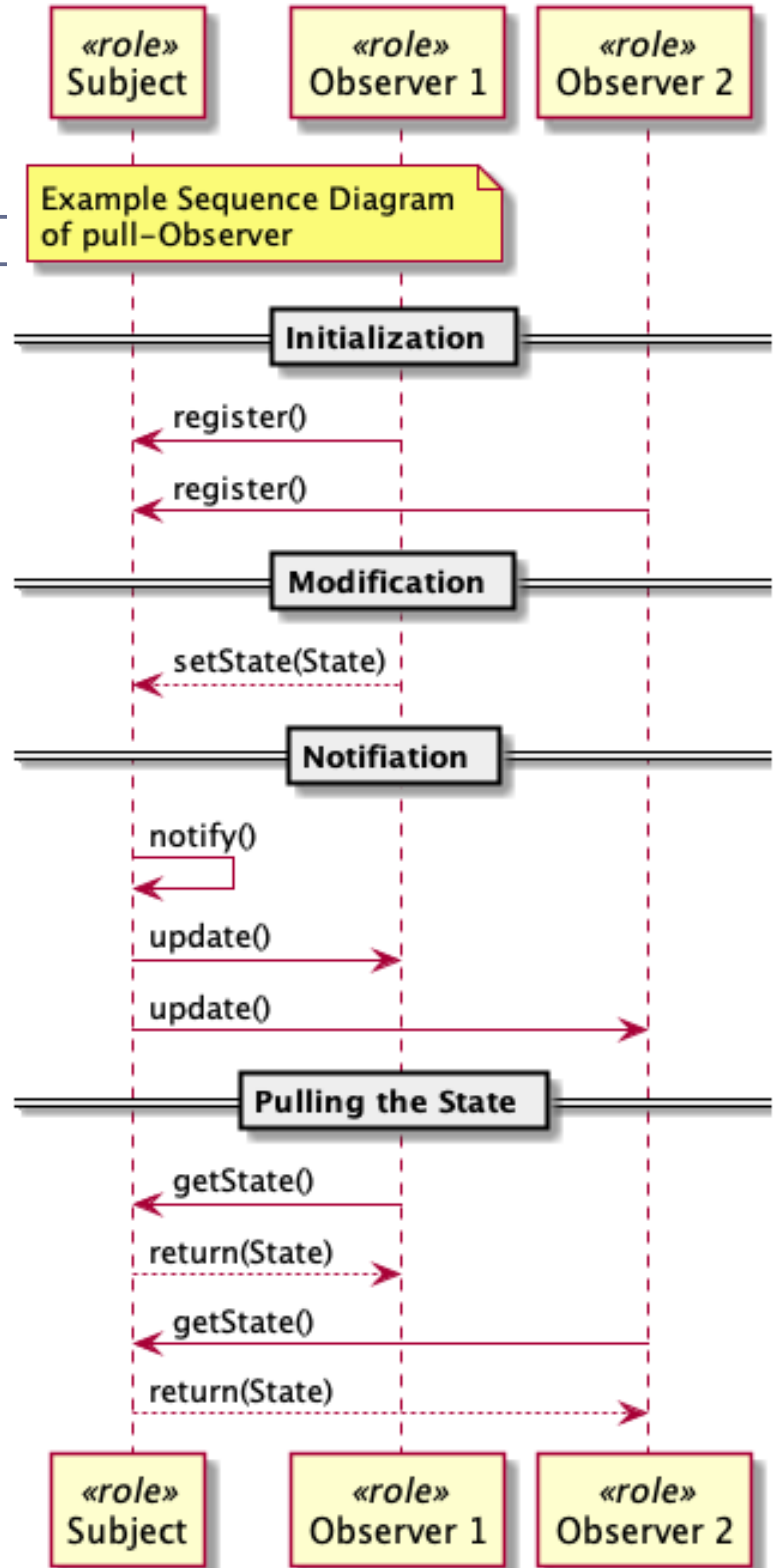 «role»
Subject
«role»
Observer 1
«role»
Observer 2
Example Sequence Diagram
of pull-Observer
Initialization
register()
register()
Modification
setState(State)
Notifiation
notify()
update()
update()
Pulling the State
getState()
return(State)
getState()
return(State)
«role»
Subject
«role»
Observer 1
«role»
Observer 2